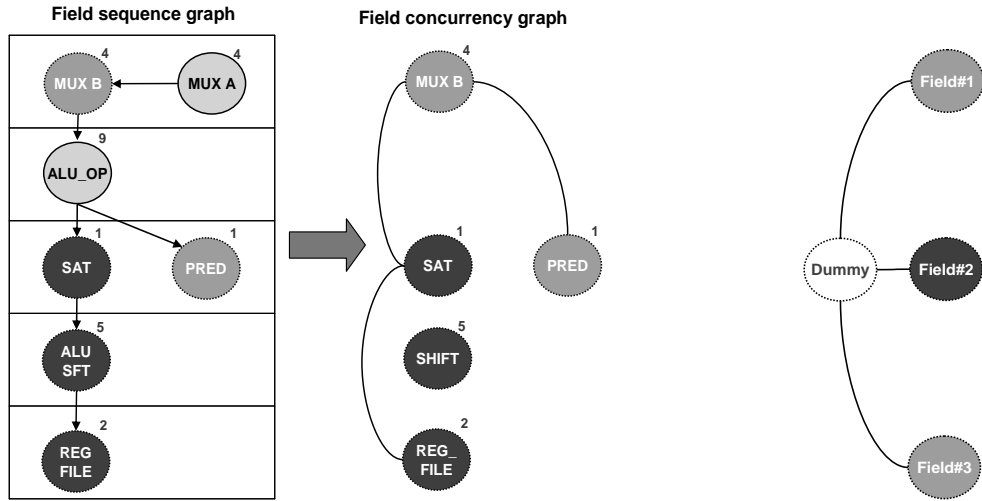 Field sequence graph
Field concurrency graph
4
4
4
MUX B
MUX A
MUX B
Field#1
9
ALU_OP
1
1
1
1
SAT
PRED
SAT
PRED
Dummy
Field#2
5
5
ALU
SFT
SHIFT
2
2
REG
FILE
REG_
FILE
Field#3